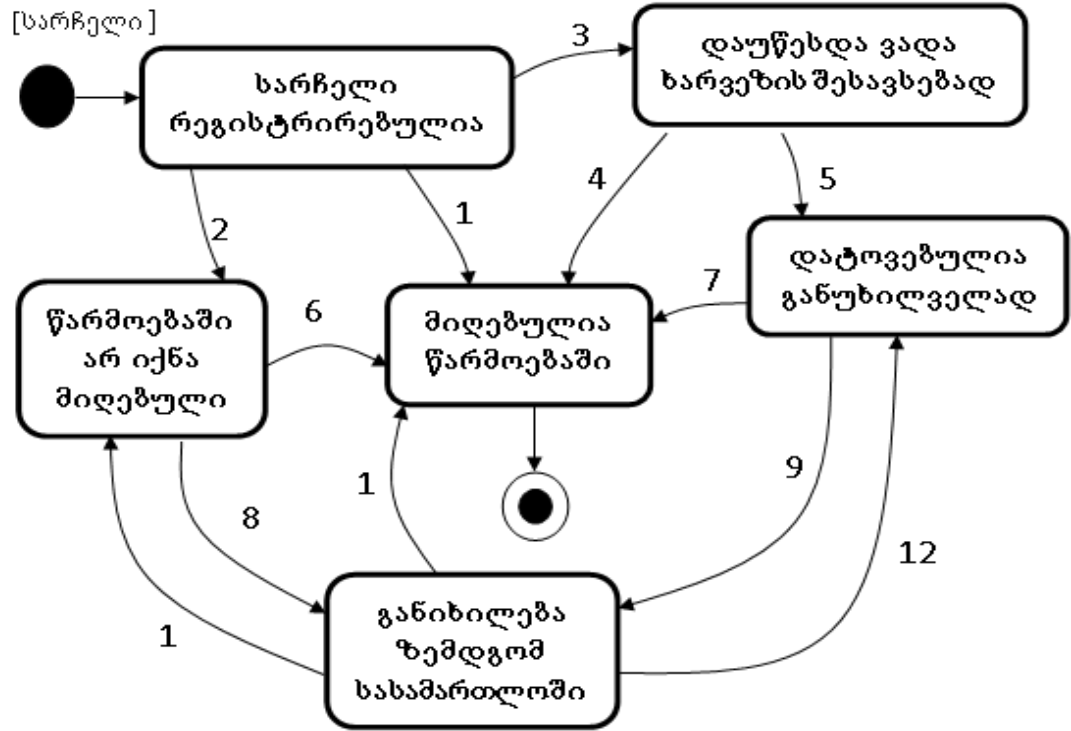 [სარჩელი]
სარჩელი
რეგისტრირებულია
3
დაუწესდა ვადა
ხარვეზის შესავსებად
2
1
4
5
წარმოებაში
არ იქნა
მიღებული
6
მიღებულია
წარმოებაში
7
დატოვებულია
განუხილველად
8
1
9
12
1
განიხილება
ზემდგომ
სასამართლოში